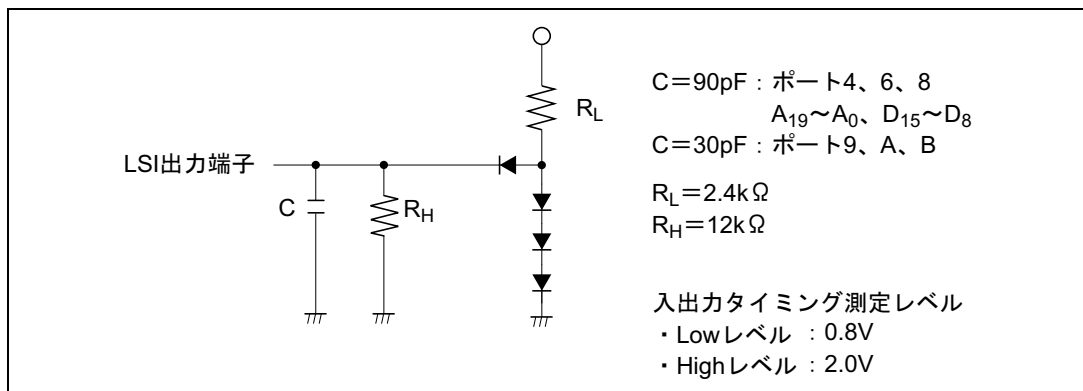 R_L
LSI出力端子
C
R_H
C=90pF：ポート4、6、8
A₁₉～A₀、D₁₅～D₈
C=30pF：ポート9、A、B
R_L=2.4kΩ
R_H=12kΩ
入出力タイミング測定レベル
・Lowレベル ：0.8V
・Highレベル ：2.0V